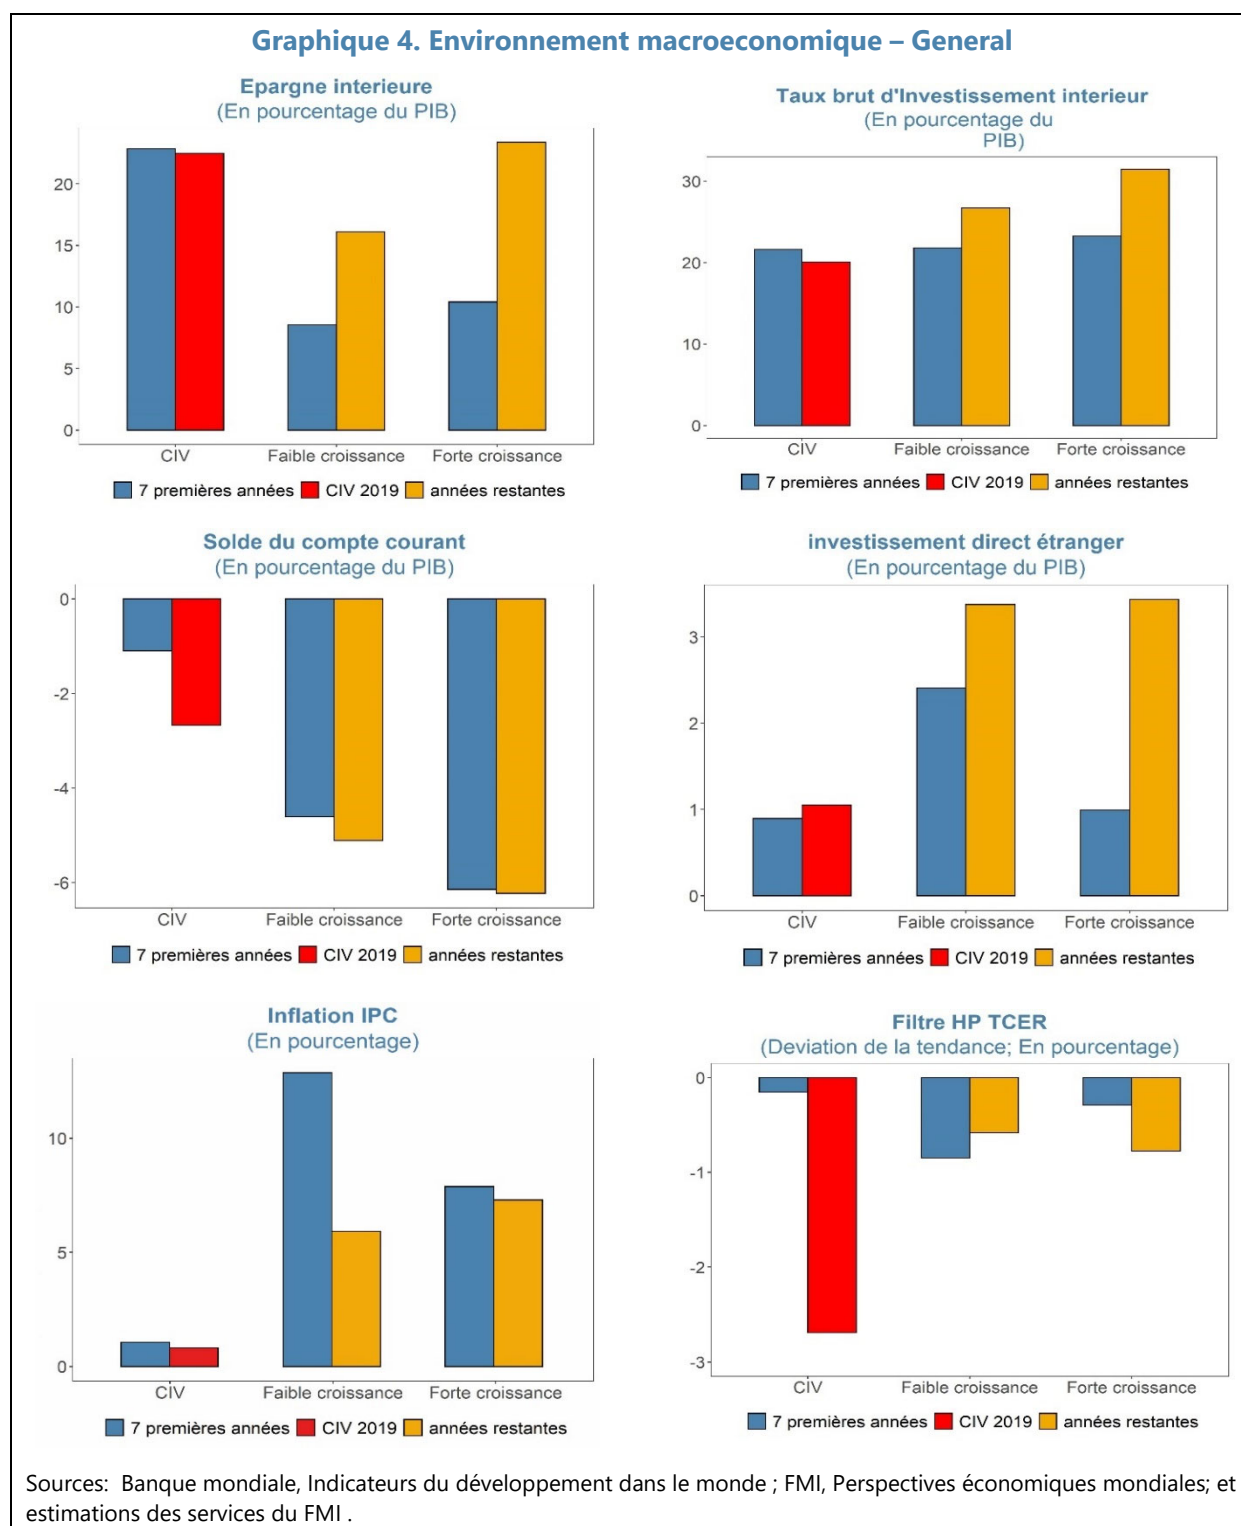 Graphique 4. Environnement macroeconomique – General
Epargne interieure
(En pourcentage du PIB)
20
15
10
5
0
CIV Faible croissance Forte croissance
7 premières années CIV 2019 années restantes
Taux brut d'Investissement interieur
(En pourcentage du
PIB)
30
20
10
0
CIV Faible croissance Forte croissance
7 premières années CIV 2019 années restantes
Solde du compte courant
(En pourcentage du PIB)
0
-2
-4
-6
CIV Faible croissance Forte croissance
7 premières années CIV 2019 années restantes
investissement direct étranger
(En pourcentage du PIB)
3
2
1
0
CIV Faible croissance Forte croissance
7 premières années CIV 2019 années restantes
Inflation IPC
(En pourcentage)
10
5
0
CIV Faible croissance Forte croissance
7 premières années CIV 2019 années restantes
Filtre HP TCER
(Deviation de la tendance; En pourcentage)
0
-1
-2
-3
CIV Faible croissance Forte croissance
7 premières années CIV 2019 années restantes
Sources: Banque mondiale, Indicateurs du développement dans le monde ; FMI, Perspectives économiques mondiales; et
estimations des services du FMI .